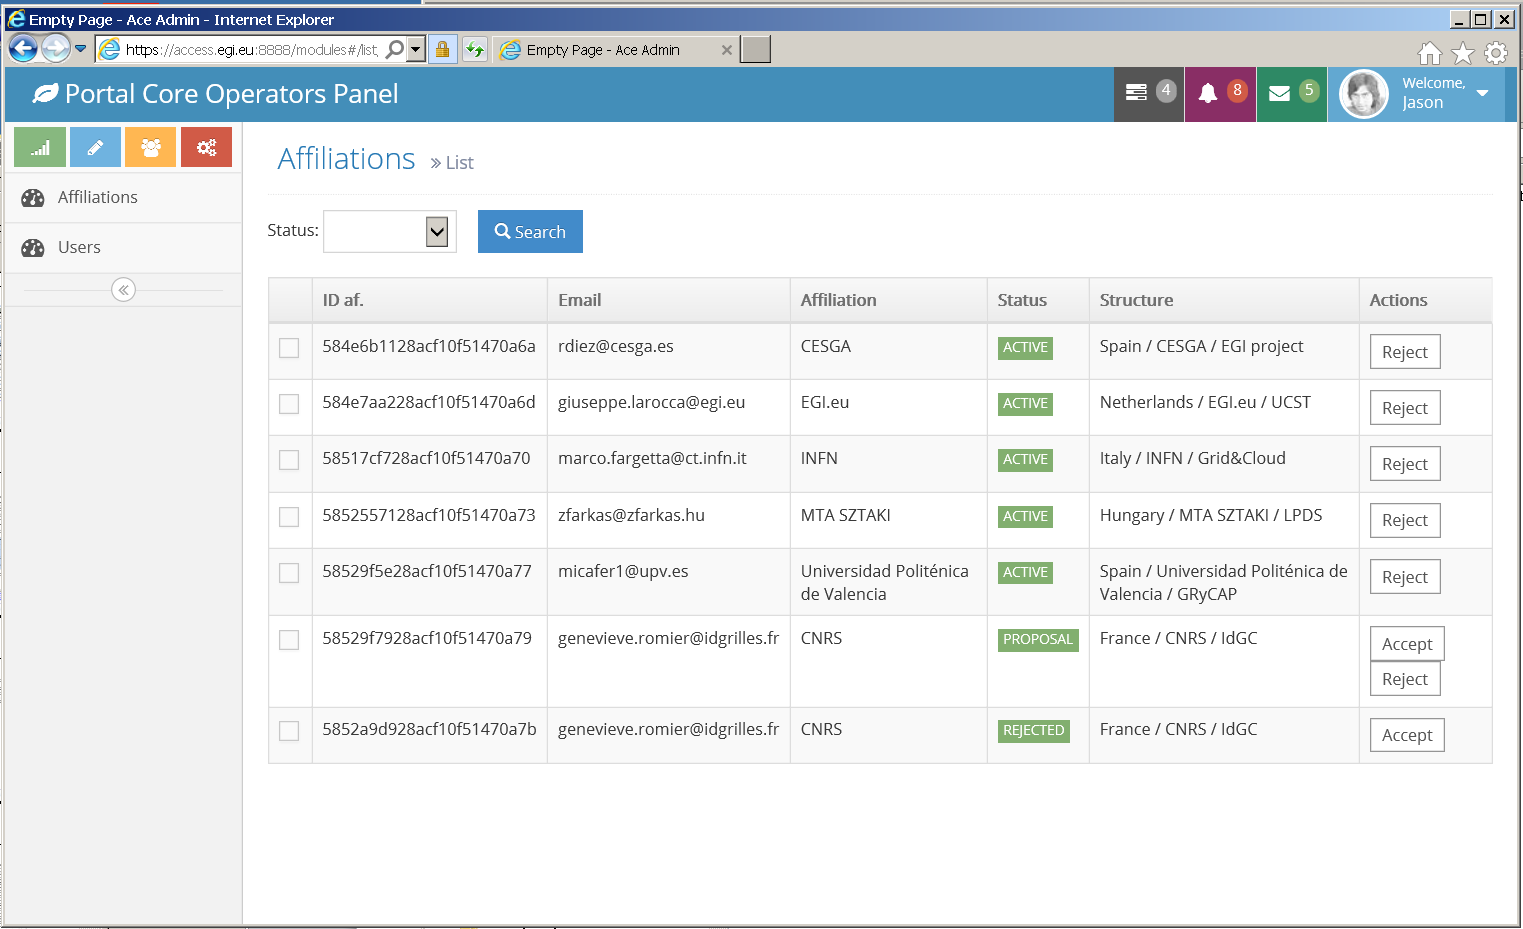 Empty Page - Ace Admin - Internet Explorer
https://access.egi.eu:8888/modules#/list,
Empty Page - Ace Admin
Portal Core Operators Panel
4
8
5
Welcome,
Jason
Affiliations
Users
Affiliations » List
Status:
Search
ID af. Email Affiliation Status Structure Actions
584e6b1128acf10f51470a6a rdiez@cesga.es CESGA ACTIVE Spain / CESGA / EGI project Reject
584e7aa228acf10f51470a6d giuseppe.larocca@egi.eu EGI.eu ACTIVE Netherlands / EGI.eu / UCST Reject
58517cf728acf10f51470a70 marco.fargetta@ct.infn.it INFN ACTIVE Italy / INFN / Grid&Cloud Reject
5852557128acf10f51470a73 zfarkas@zfarkas.hu MTA SZTAKI ACTIVE Hungary / MTA SZTAKI / LPDS Reject
58529f5e28acf10f51470a77 micafer1@upv.es Universidad Politénica ACTIVE Spain / Universidad Politénica de Reject
de Valencia Valencia / GRyCAP
58529f7928acf10f51470a79 genevieve.romier@idgrilles.fr CNRS PROPOSAL France / CNRS / IdGC Accept
Reject
5852a9d928acf10f51470a7b genevieve.romier@idgrilles.fr CNRS REJECTED France / CNRS / IdGC Accept